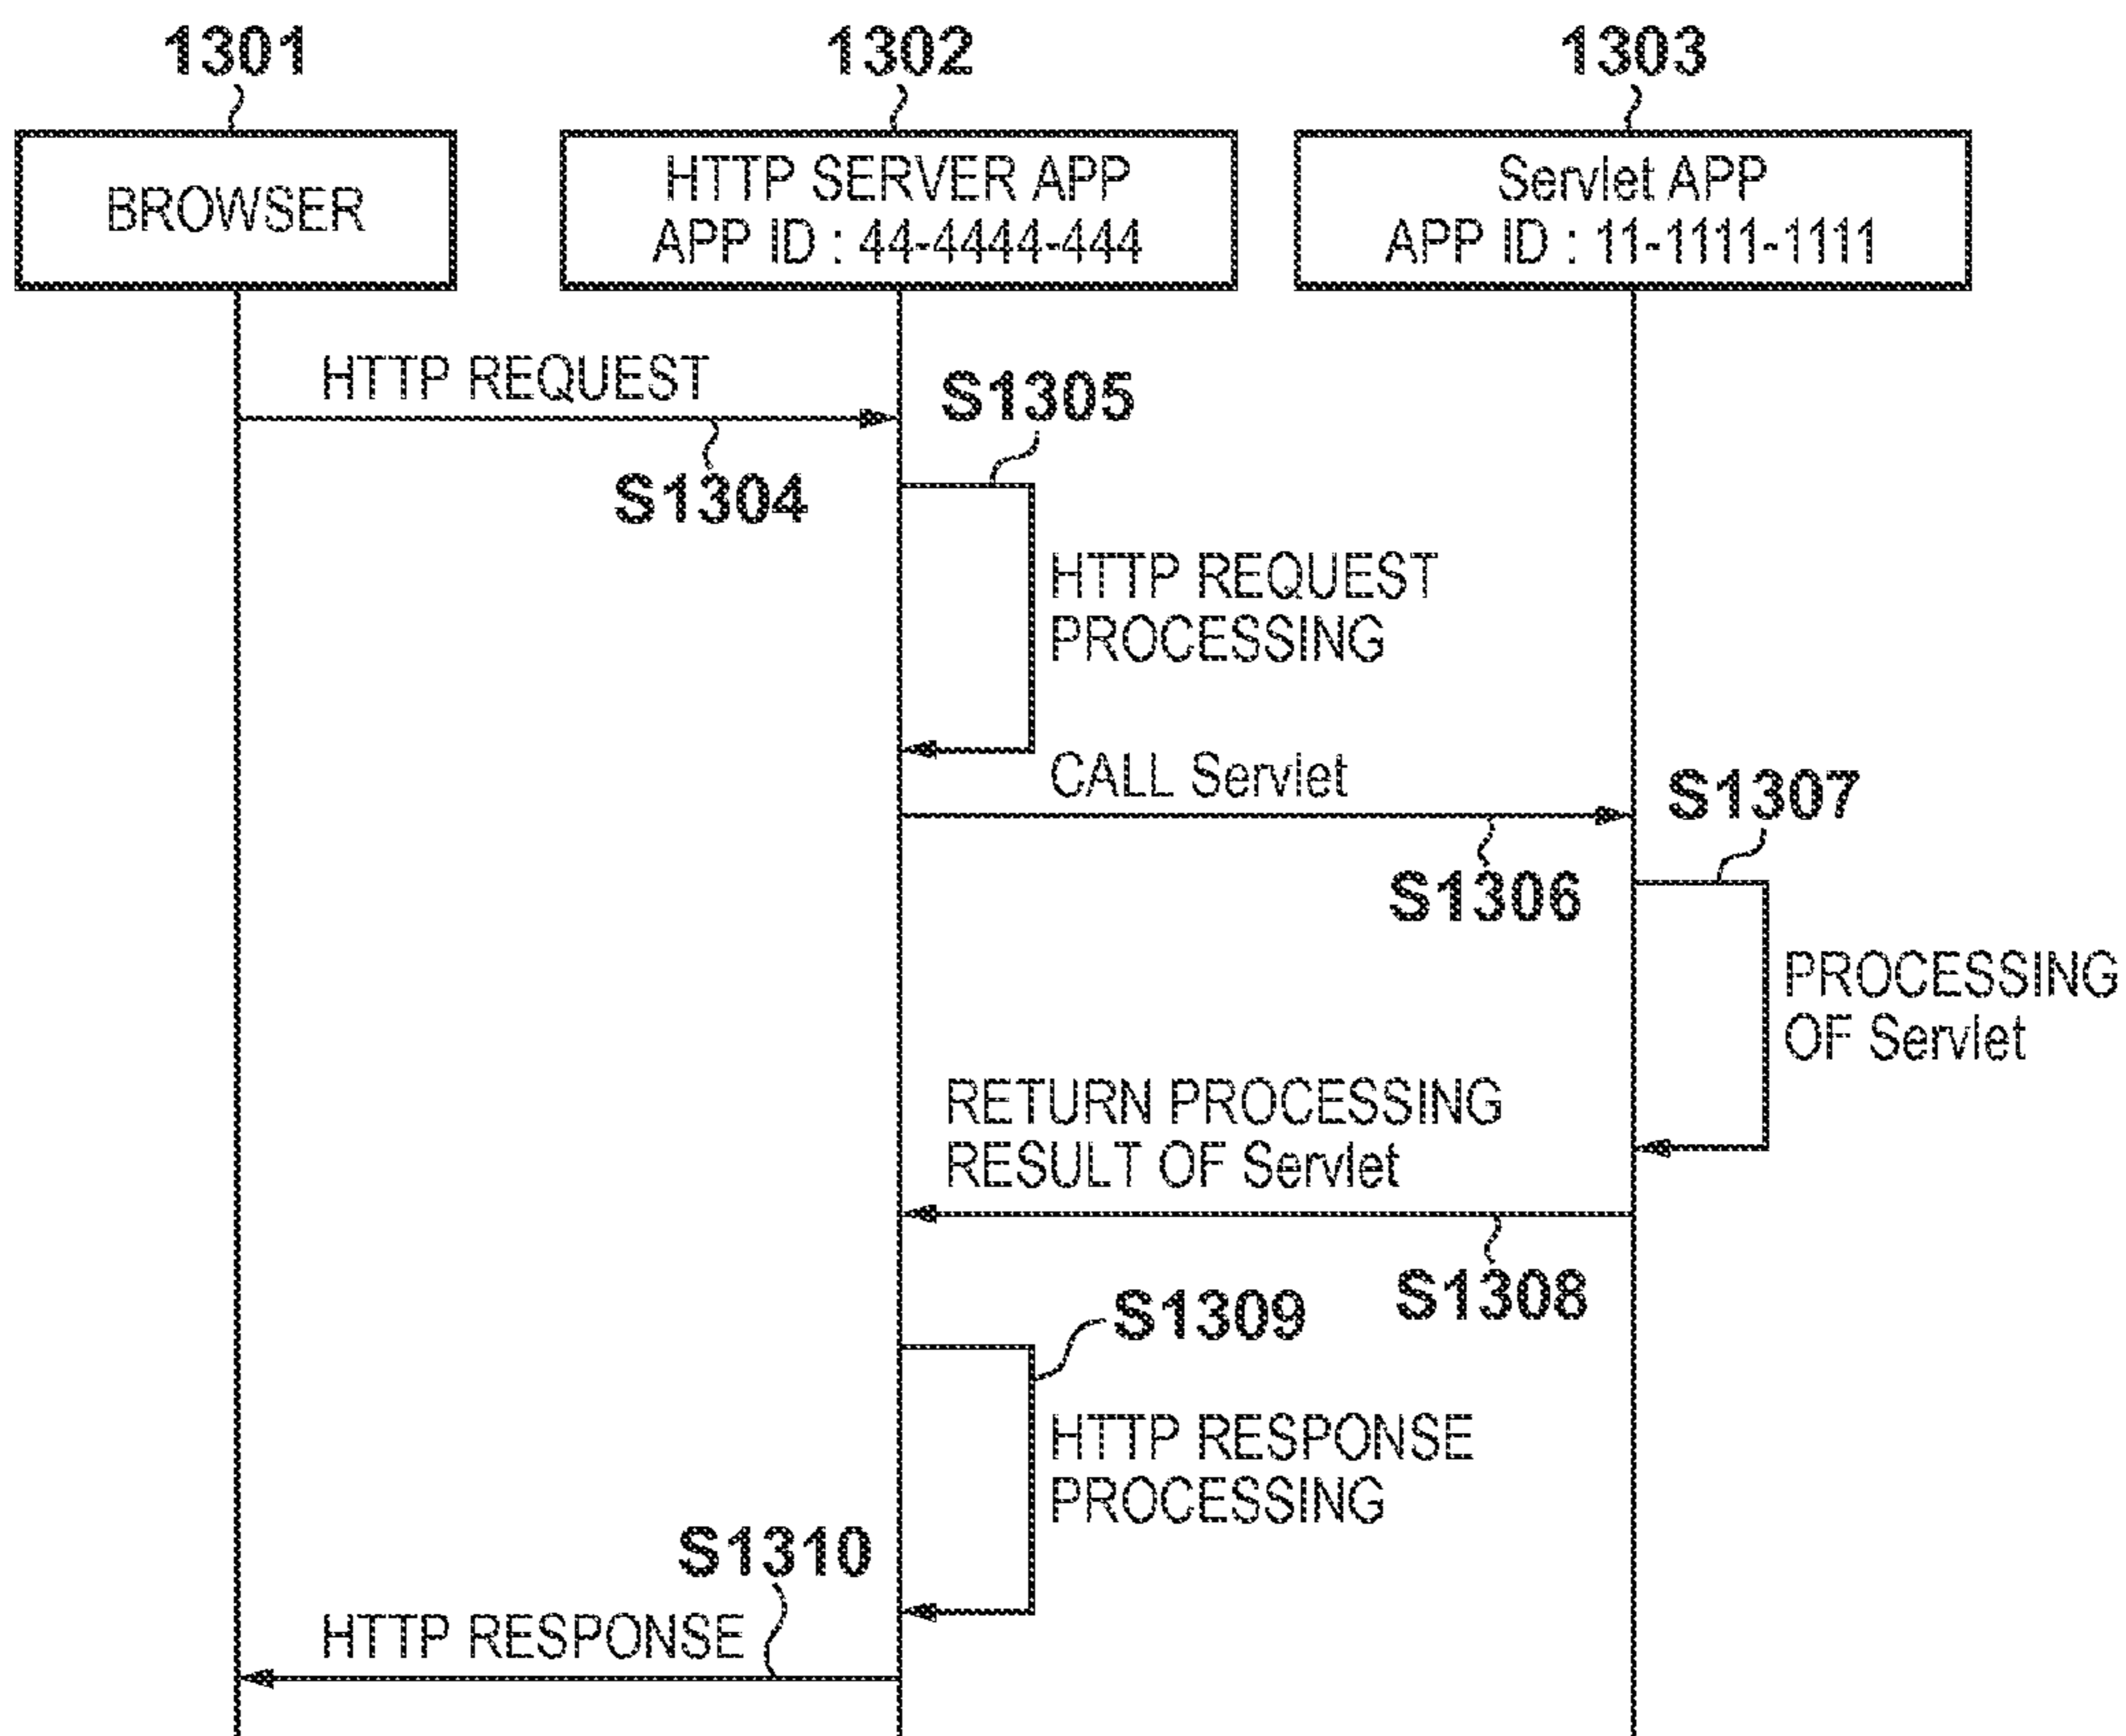 1301
1302
1303
BROWSER
HTTP SERVER APP
APP ID : 44-4444-444
Servlet APP
APP ID : 11-1111-1111
HTTP REQUEST
S1304
S1305
HTTP REQUEST
PROCESSING
CALL Servlet
S1306
S1307
PROCESSING
OF Servlet
RETURN PROCESSING
RESULT OF Servlet
S1308
S1309
HTTP RESPONSE
PROCESSING
S1310
HTTP RESPONSE